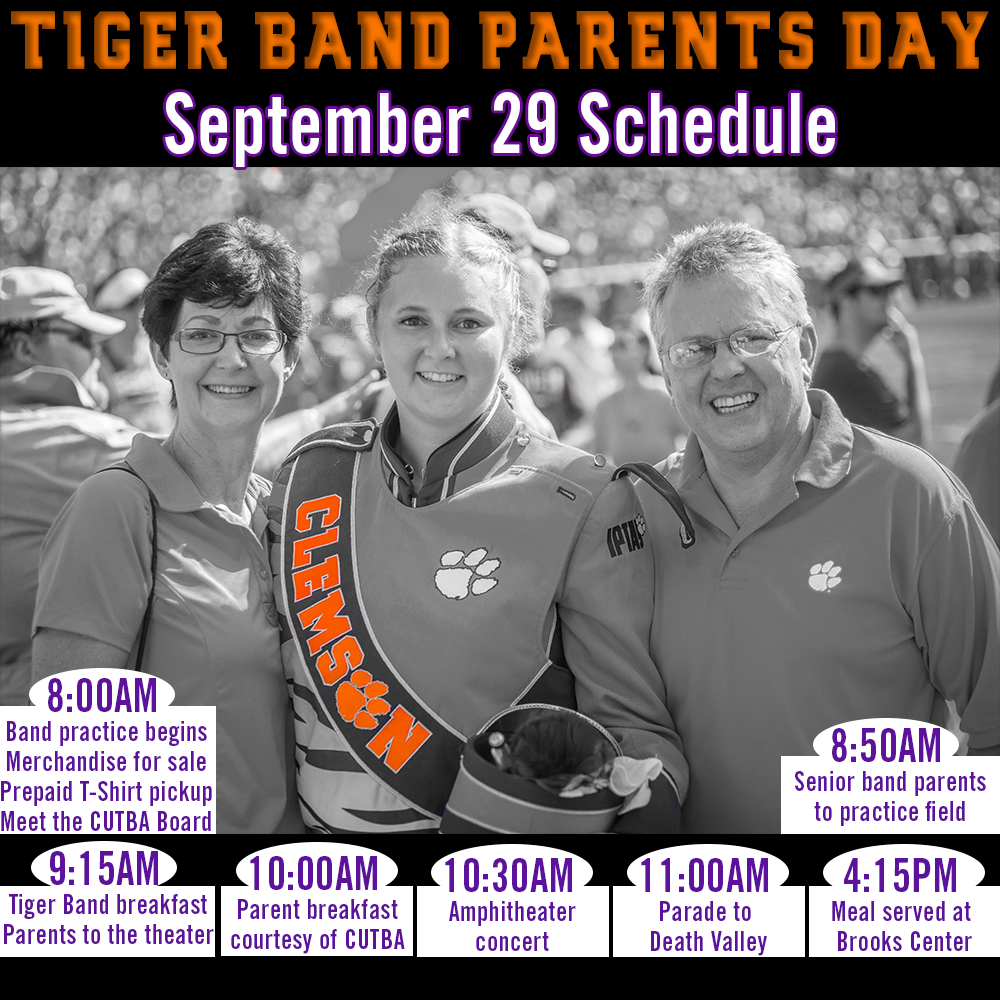 TIGER BAND PARENTS DAY
September 29 Schedule
CLEMSON
IPTAY
8:00AM
Band practice begins
Merchandise for sale
Prepaid T-Shirt pickup
Meet the CUTBA Board
8:50AM
Senior band parents
to practice field
9:15AM
Tiger Band breakfast
Parents to the theater
10:00AM
Parent breakfast
courtesy of CUTBA
10:30AM
Amphitheater
concert
11:00AM
Parade to
Death Valley
4:15PM
Meal served at
Brooks Center